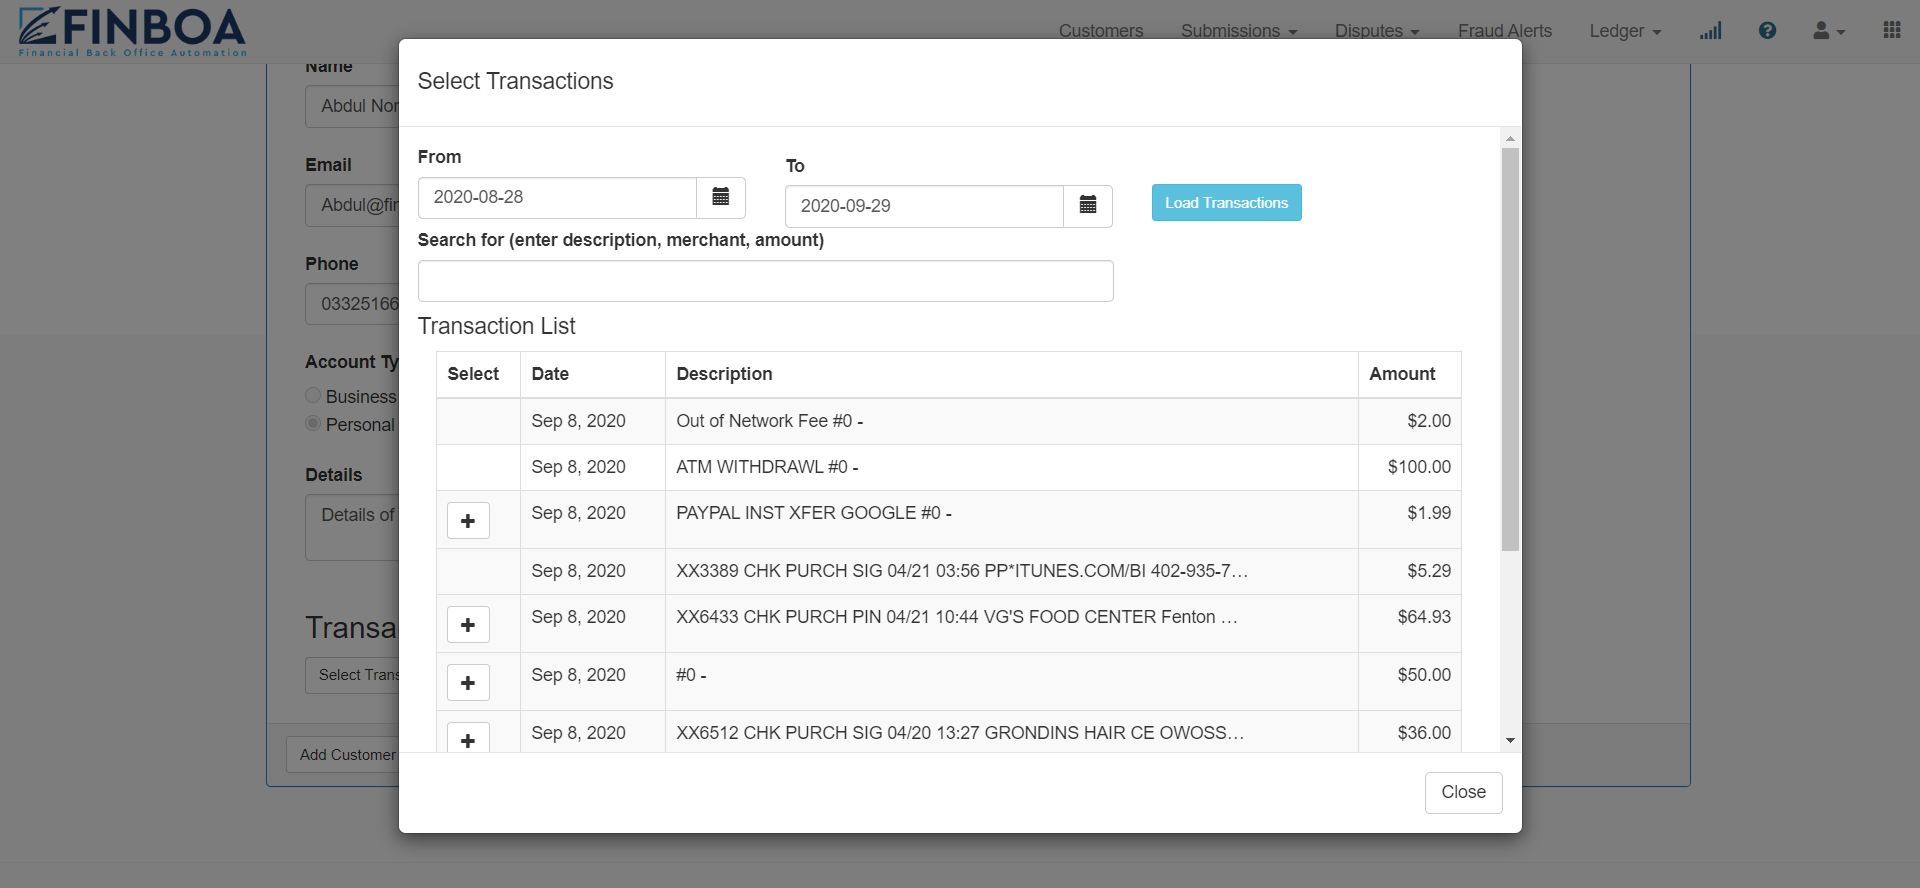 FINBOA
Financial Back Office Automation
Customers Submissions Disputes Fraud Alerts Ledger
Name
Abdul
Email
Phone
03325166
Account
Business
Personal
Details
Details of
Select
Add Customer
Select Transactions
From
2020-08-28
To
2020-09-29
Load Transactions
Search for (enter description, merchant, amount)
Transaction List
Select Date Description Amount
Sep 8, 2020 Out of Network Fee #0 - $2.00
Sep 8, 2020 ATM WITHDRAWL #0 - $100.00
Sep 8, 2020 PAYPAL INST XFER GOOGLE #0 - $1.99
Sep 8, 2020 XX3389 CHK PURCH SIG 04/21 03:56 PP*ITUNES.COM/BI 402-935-7… $5.29
Sep 8, 2020 XX6433 CHK PURCH PIN 04/21 10:44 VG'S FOOD CENTER Fenton … $64.93
Sep 8, 2020 #0 - $50.00
Sep 8, 2020 XX6512 CHK PURCH SIG 04/20 13:27 GRONDINS HAIR CE OWOSS… $36.00
Close